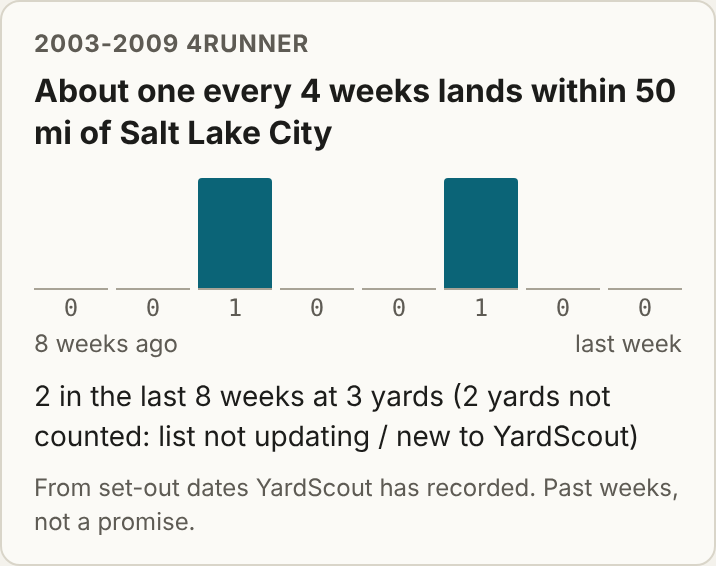 2003-2009 4RUNNER
About one every 4 weeks lands within 50
mi of Salt Lake City
0 0 1 0 0 1 0 0
8 weeks ago last week
2 in the last 8 weeks at 3 yards (2 yards not
counted: list not updating / new to YardScout)
From set-out dates YardScout has recorded. Past weeks,
not a promise.